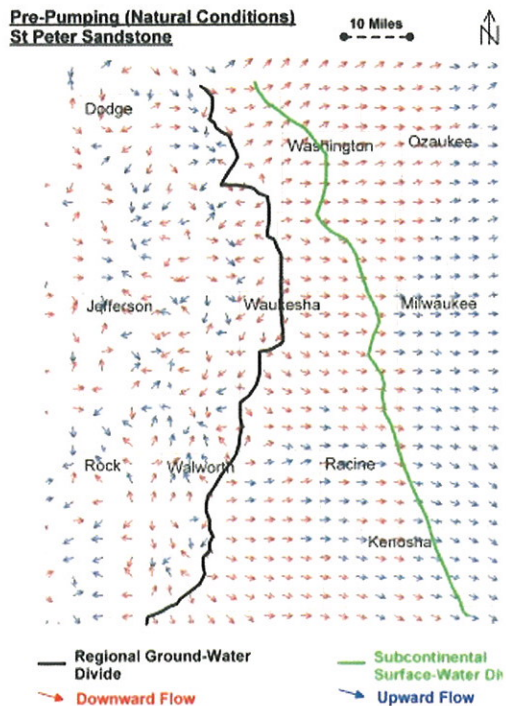 Pre-Pumping (Natural Conditions)
St Peter Sandstone
10 Miles
N
Dodge
Washington
Ozaukee
Jefferson
Waukesha
Milwaukee
Rock
Walworth
Racine
Kenosha
Regional Ground-Water
Divide
Subcontinental
Surface-Water Div
Downward Flow
Upward Flow